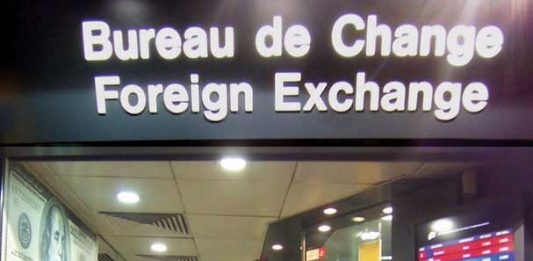 Bureau de Change
Foreign Exchange